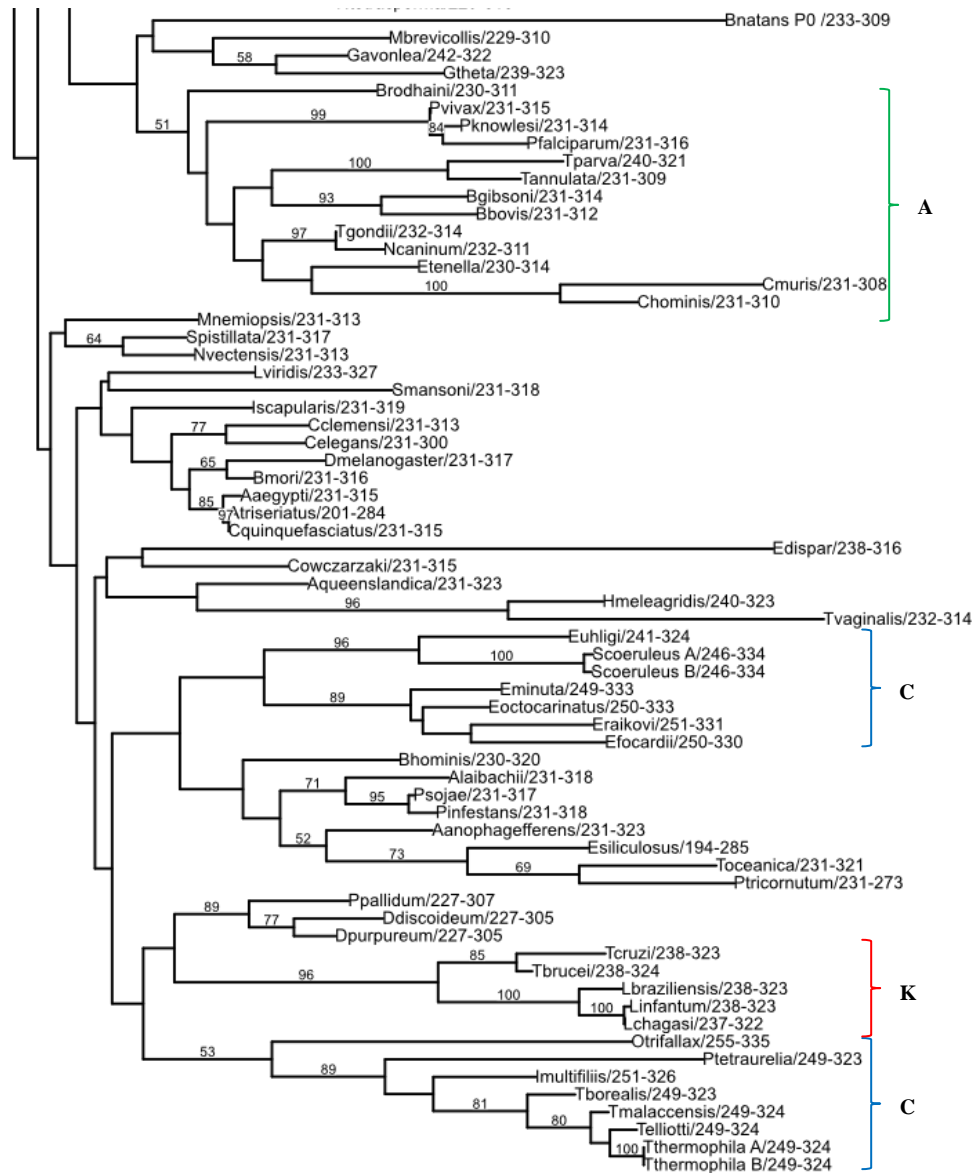 Bnatans P0 /233-309
Mbrevicollis/229-310
58
Gavonlea/242-322
Gtheta/239-323
Brodhaini/230-311
51
99
Pvivax/231-315
84
Pknowlesi/231-314
Pfalciparum/231-316
100
Tparva/240-321
Tannulata/231-309
93
Bgibsoni/231-314
A
Bbovis/231-312
97
Tgondii/232-314
Ncaninum/232-311
Etenella/230-314
100
Cmuris/231-308
Chominis/231-310
Mnemiopsis/231-313
64
Spistillata/231-317
Nvectensis/231-313
Lviridis/233-327
Smansoni/231-318
Iscapularis/231-319
77
Cclemensi/231-313
Celegans/231-300
65
Dmelanogaster/231-317
Bmori/231-316
85
Aaegypti/231-315
97
Atriseriatus/201-284
Cquinquefasciatus/231-315
Edispar/238-316
Cowczarzaki/231-315
Aqueenslandica/231-323
96
Hmeleagridis/240-323
Tvaginalis/232-314
96
Euhligi/241-324
100
Scoeruleus A/246-334
Scoeruleus B/246-334
C
89
Eminuta/249-333
Eoctocarinatus/250-333
Eraikovi/251-331
Efocardii/250-330
Bhominis/230-320
71
Alaibachii/231-318
95
Psojae/231-317
Pinfestans/231-318
52
Aanophagefferens/231-323
73
Esiliculosus/194-285
69
Toceanica/231-321
Ptricornutum/231-273
89
Ppallidum/227-307
77
Ddiscoideum/227-305
Dpurpureum/227-305
85
Tcruzi/238-323
96
Tbrucei/238-324
100
Lbraziliensis/238-323
K
100
Linfantum/238-323
Lchagasi/237-322
53
Otrifallax/255-335
89
Ptetraurelia/249-323
Imultifiliis/251-326
81
Tborealis/249-323
C
80
Tmalaccensis/249-324
Telliotti/249-324
100
Tthermophila A/249-324
Tthermophila B/249-324